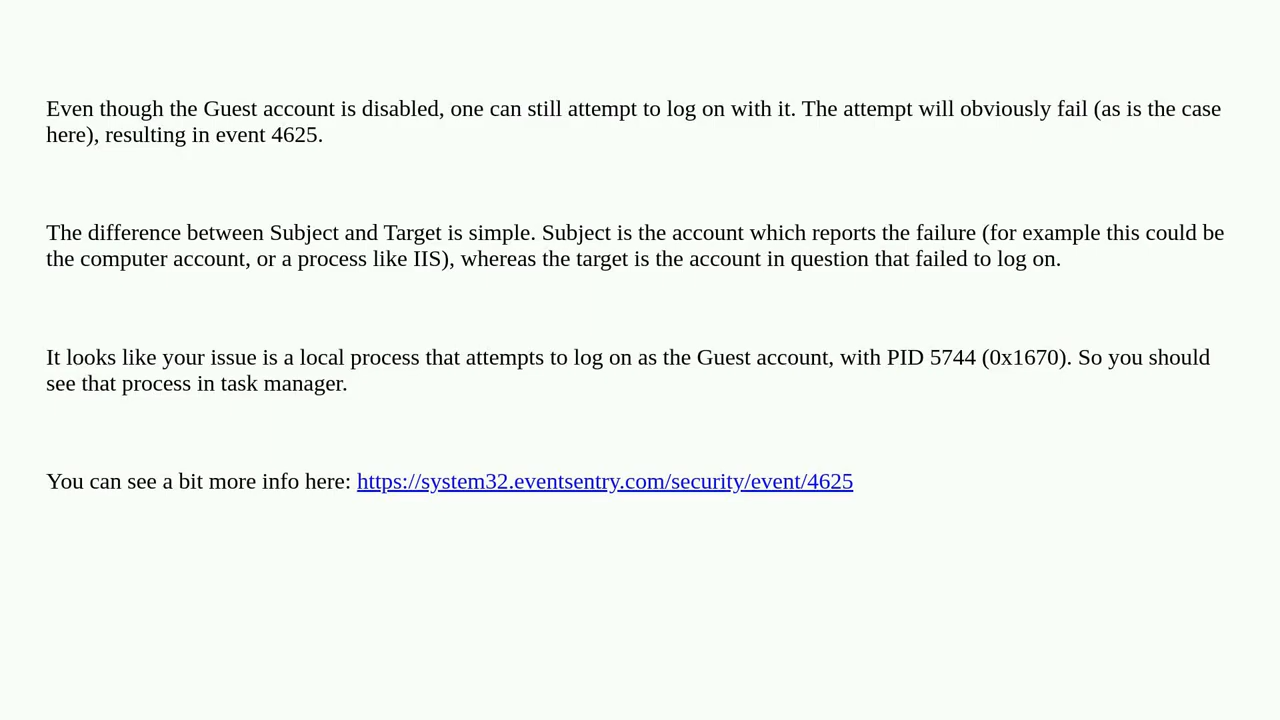 Even though the Guest account is disabled, one can still attempt to log on with it. The attempt will obviously fail (as is the case
here), resulting in event 4625.
The difference between Subject and Target is simple. Subject is the account which reports the failure (for example this could be
the computer account, or a process like IIS), whereas the target is the account in question that failed to log on.
It looks like your issue is a local process that attempts to log on as the Guest account, with PID 5744 (0x1670). So you should
see that process in task manager.
You can see a bit more info here: https://system32.eventsentry.com/security/event/4625